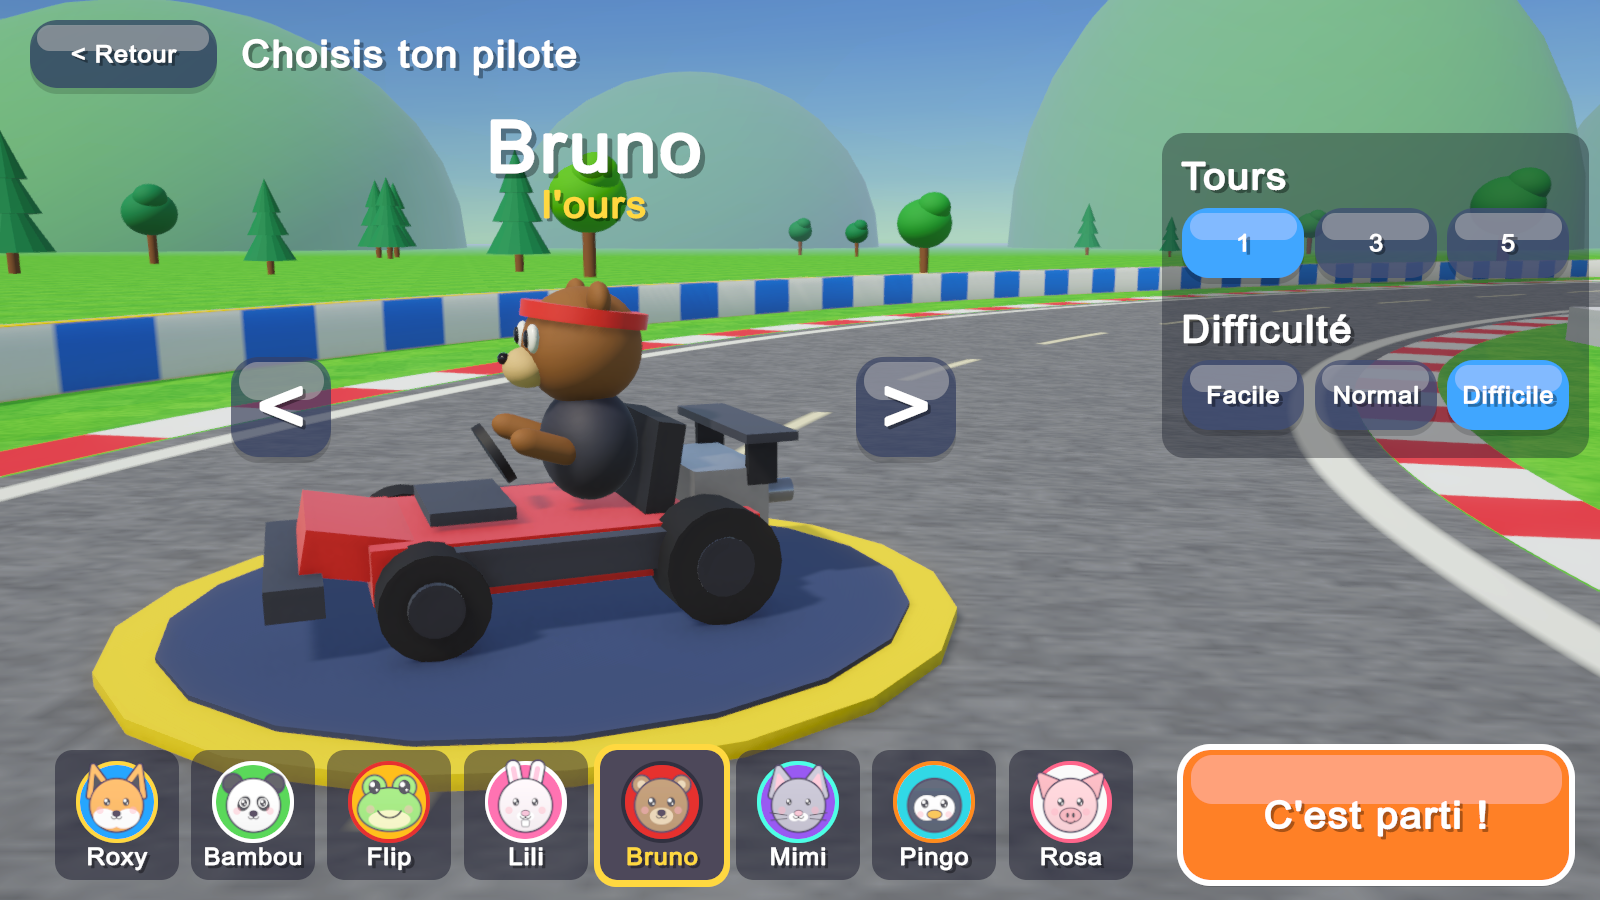 < Retour
Choisis ton pilote
Bruno
l'ours
Tours
1
3
5
Difficulté
Facile
Normal
Difficile
<
>
Roxy
Bambou
Flip
Lili
Bruno
Mimi
Pingo
Rosa
C'est parti !